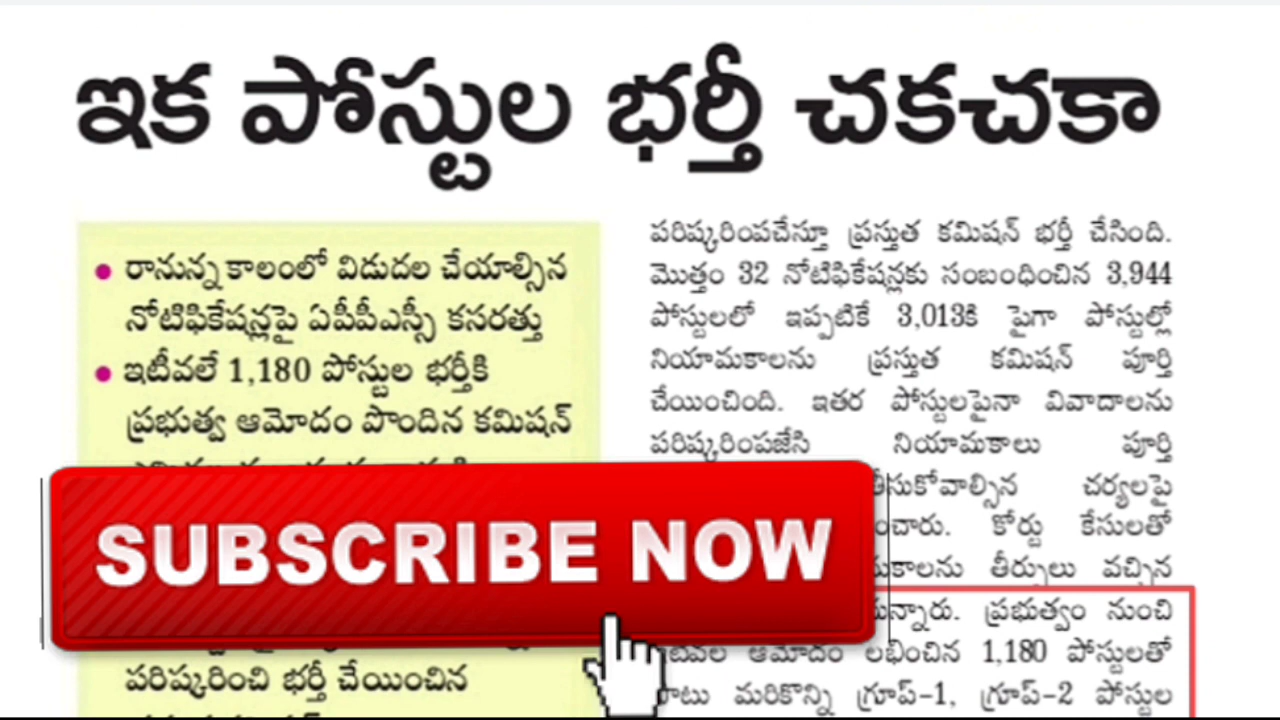 ఇక పోస్టుల భర్తీ చకచకా
• రానున్న కాలంలో విడుదల చేయాల్సిన
నోటిఫికేషన్లపై ఏపీపీఎస్సీ కసరత్తు
• ఇటీవలే 1,180 పోస్టుల భర్తీకి
ప్రభుత్వ ఆమోదం పొందిన కమిషన్
పరిష్కరించి భర్తీ చేయించిన
పరిష్కరింపచేస్తూ ప్రస్తుత కమిషన్ భర్తీ చేసింది.
మొత్తం 32 నోటిఫికేషన్లకు సంబంధించిన 3,944
పోస్టులలో ఇప్పటికే 3,013కి పైగా పోస్టుల్లో
నియామకాలను ప్రస్తుత కమిషన్ పూర్తి
చేయించింది. ఇతర పోస్టులపైనా వివాదాలను
పరిష్కరింపజేసి నియామకాలు పూర్తి
తీసుకోవాల్సిన చర్యలపై
కోర్టు కేసులతో
తీర్పులు వచ్చిన
ప్రభుత్వం నుంచి
ఇటీవల ఆమోదం లభించిన 1,180 పోస్టులతో
పాటు మరికొన్ని గ్రూప్-1, గ్రూప్-2 పోస్టుల
SUBSCRIBE NOW